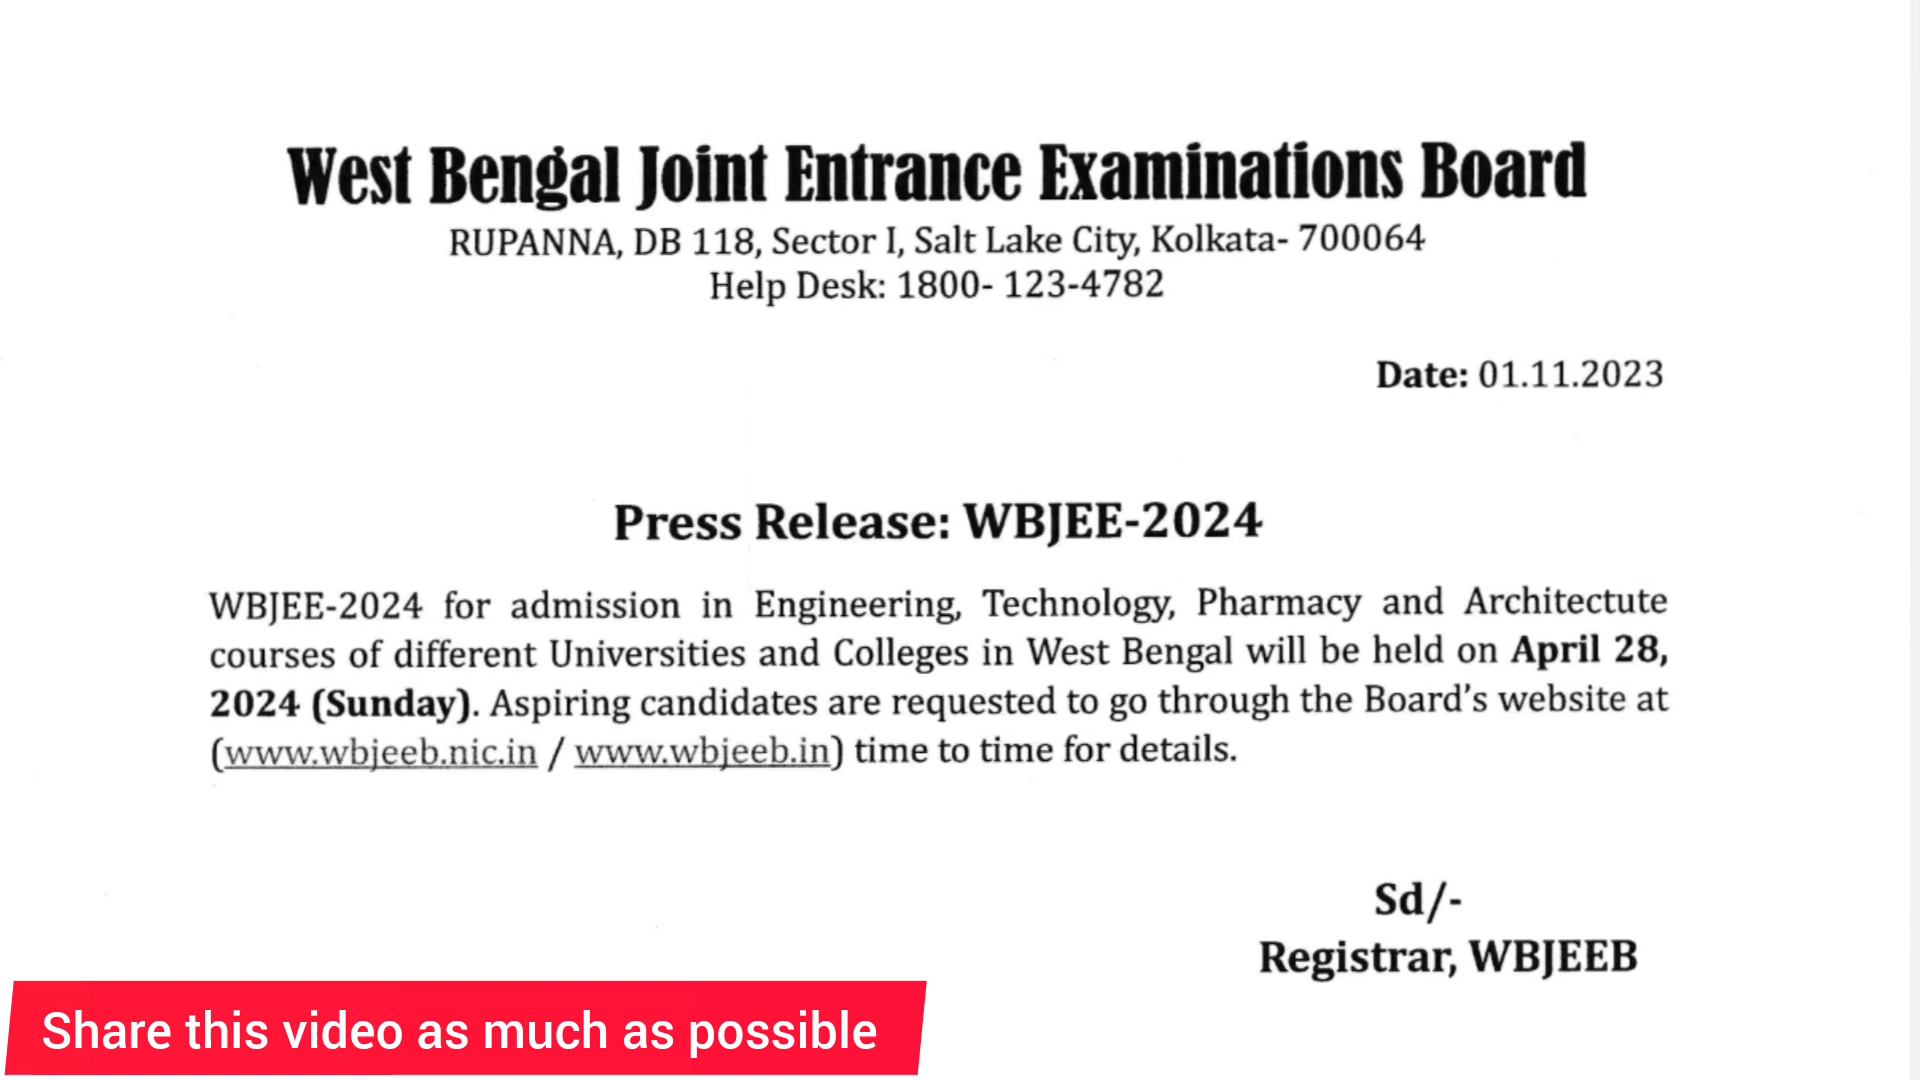 West Bengal Joint Entrance Examinations Board
RUPANNA, DB 118, Sector I, Salt Lake City, Kolkata- 700064
Help Desk: 1800- 123-4782
Date: 01.11.2023
Press Release: WBJEE-2024
WBJEE-2024 for admission in Engineering, Technology, Pharmacy and Architectute
courses of different Universities and Colleges in West Bengal will be held on April 28,
2024 (Sunday). Aspiring candidates are requested to go through the Board’s website at
(www.wbjeeb.nic.in / www.wbjeeb.in) time to time for details.
Sd/-
Registrar, WBJEEB
Share this video as much as possible